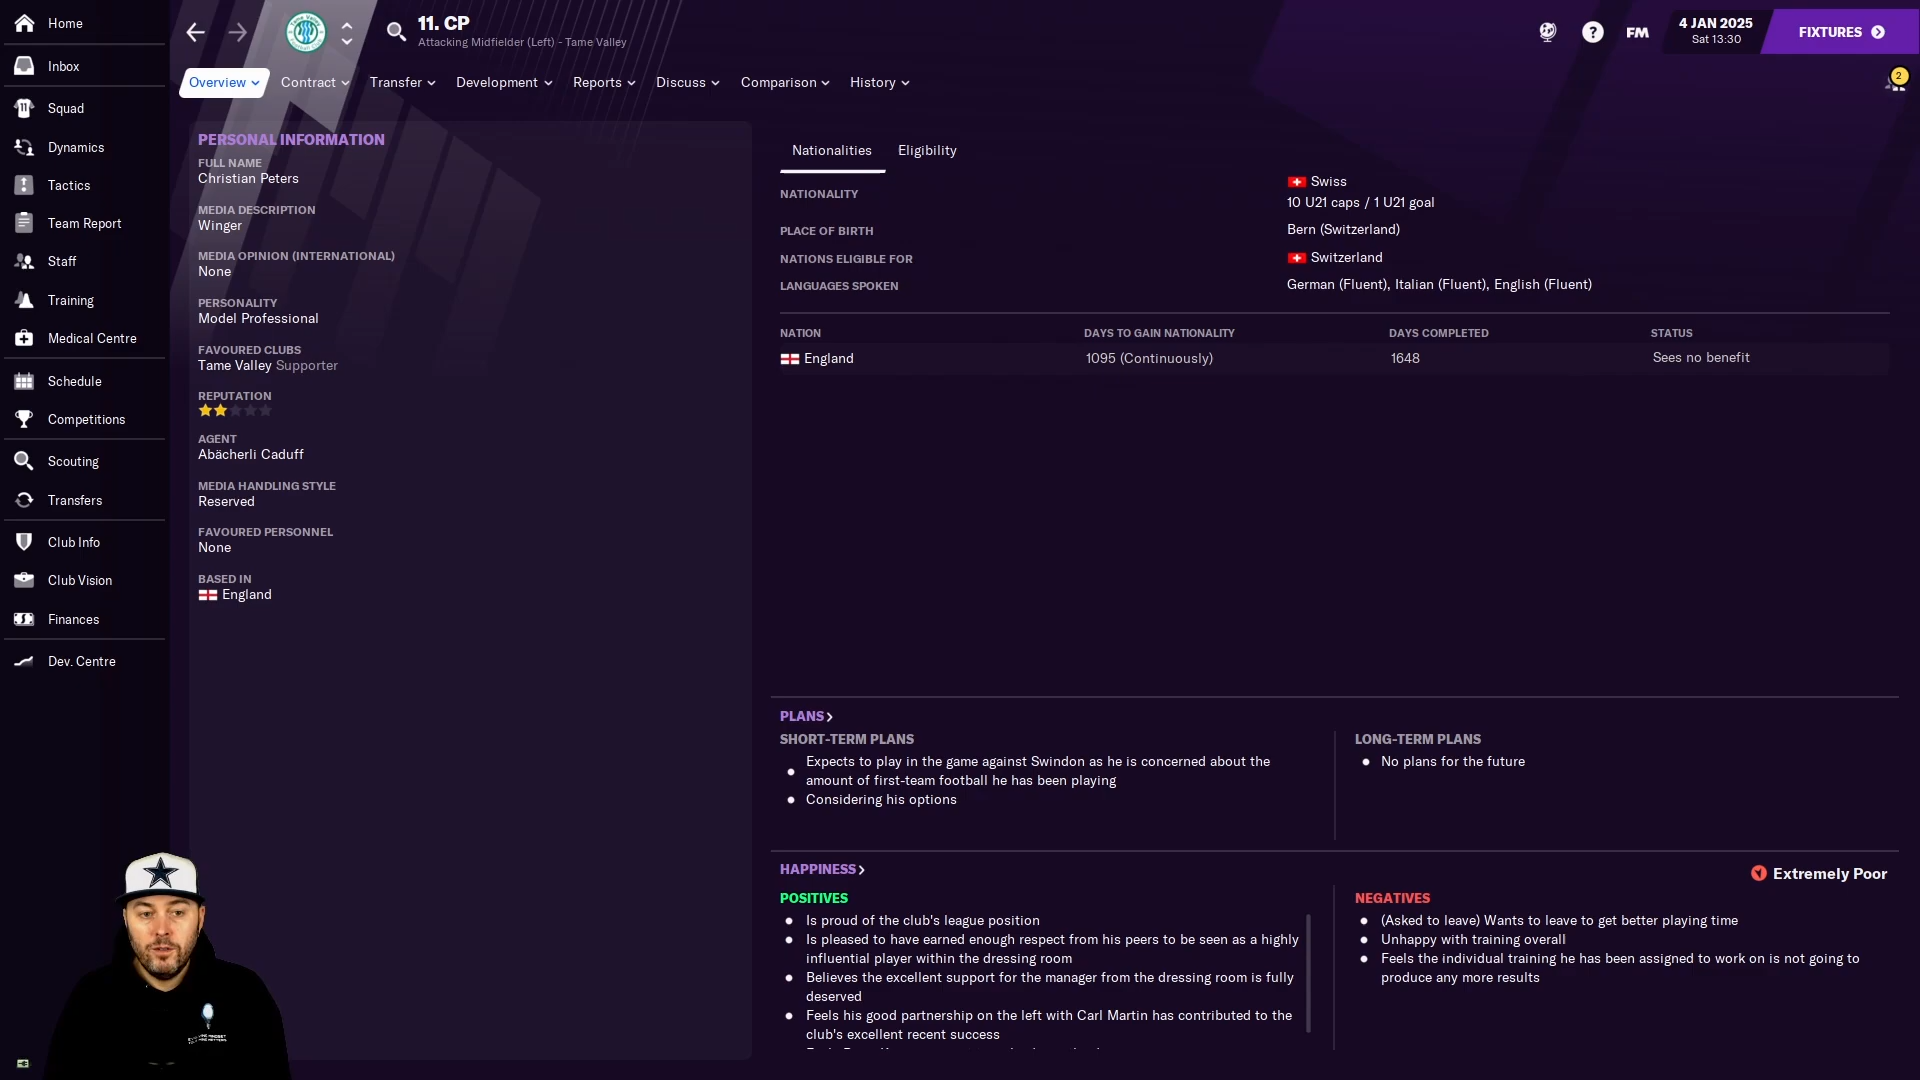 Home
Inbox
Squad
Dynamics
Tactics
Team Report
Staff
Training
Medical Centre
Schedule
Competitions
Scouting
Transfers
Club Info
Club Vision
Finances
Dev. Centre
11. CP
Attacking Midfielder (Left) - Tame Valley
FM
4 JAN 2025
Sat 13:30
FIXTURES
2
Overview
Contract
Transfer
Development
Reports
Discuss
Comparison
History
PERSONAL INFORMATION
FULL NAME
Christian Peters
MEDIA DESCRIPTION
Winger
MEDIA OPINION (INTERNATIONAL)
None
PERSONALITY
Model Professional
FAVOURED CLUBS
Tame Valley Supporter
REPUTATION
AGENT
Abächerli Caduff
MEDIA HANDLING STYLE
Reserved
FAVOURED PERSONNEL
None
BASED IN
England
Nationalities
Eligibility
NATIONALITY
Swiss
10 U21 caps / 1 U21 goal
PLACE OF BIRTH
Bern (Switzerland)
NATIONS ELIGIBLE FOR
Switzerland
LANGUAGES SPOKEN
German (Fluent), Italian (Fluent), English (Fluent)
NATION DAYS TO GAIN NATIONALITY DAYS COMPLETED STATUS
England 1095 (Continuously) 1648 Sees no benefit
PLANS
SHORT-TERM PLANS
Expects to play in the game against Swindon as he is concerned about the
amount of first-team football he has been playing
Considering his options
LONG-TERM PLANS
No plans for the future
HAPPINESS
Extremely Poor
POSITIVES
Is proud of the club's league position
Is pleased to have earned enough respect from his peers to be seen as a highly
influential player within the dressing room
Believes the excellent support for the manager from the dressing room is fully
deserved
Feels his good partnership on the left with Carl Martin has contributed to the
club's excellent recent success
NEGATIVES
(Asked to leave) Wants to leave to get better playing time
Unhappy with training overall
Feels the individual training he has been assigned to work on is not going to
produce any more results